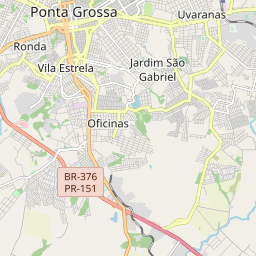 Ponta Grossa
Uvaranas
Ronda
Vila Estrela
Jardim São
Gabriel
Oficinas
BR-376
PR-151